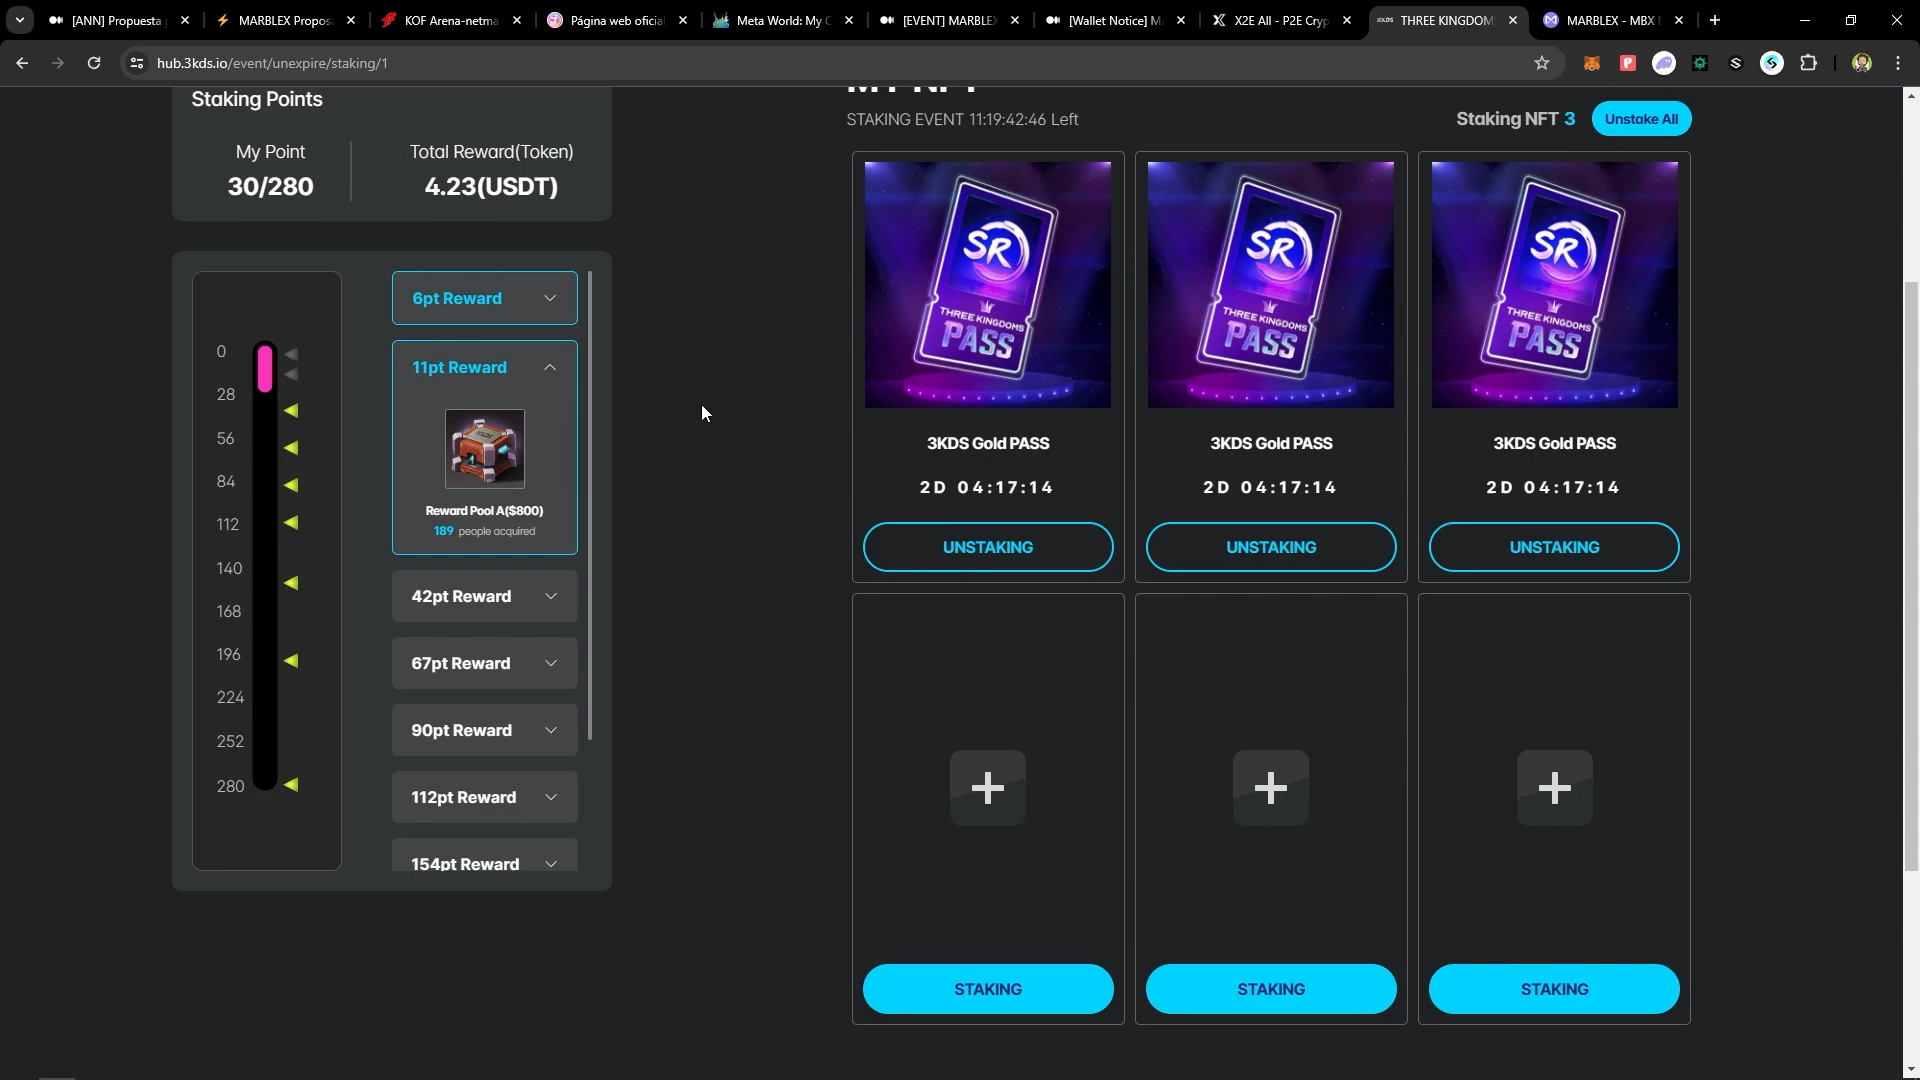 [ANN] Propuesta
MARBLEX Propos
KOF Arena-netma
Página web oficial
Meta World: My C
[EVENT] MARBLE
[Wallet Notice] M
X2E All - P2E Cryp
THREE KINGDOM
MARBLEX - MBX
hub.3kds.io/event/unexpire/staking/1
Staking Points
My Point
30/280
Total Reward(Token)
4.23(USDT)
0
28
56
84
112
140
168
196
224
252
280
6pt Reward
11pt Reward
Reward Pool A($800)
189 people acquired
42pt Reward
67pt Reward
90pt Reward
112pt Reward
154pt Reward
MY NFT
STAKING EVENT 11:19:42:46 Left
Staking NFT 3
Unstake All
SR
THREE KINGDOMS
PASS
3KDS Gold PASS
2D 04:17:14
UNSTAKING
SR
THREE KINGDOMS
PASS
3KDS Gold PASS
2D 04:17:14
UNSTAKING
SR
THREE KINGDOMS
PASS
3KDS Gold PASS
2D 04:17:14
UNSTAKING
STAKING
STAKING
STAKING